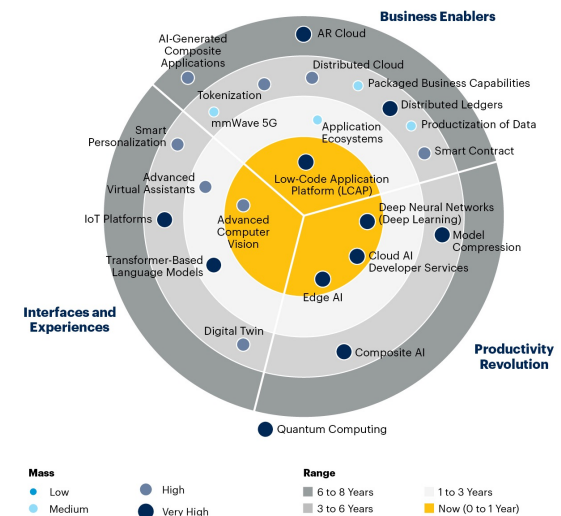 Business Enablers
AR Cloud
AI-Generated
Composite
Applications
Distributed Cloud
Packaged Business Capabilities
Tokenization
Distributed Ledgers
mmWave 5G
Application
Ecosystems
Productization of Data
Smart
Personalization
Smart Contract
Low-Code Application
Platform (LCAP)
Advanced
Virtual Assistants
IoT Platforms
Advanced
Computer
Vision
Deep Neural Networks
(Deep Learning)
Model
Compression
Transformer-Based
Language Models
Cloud AI
Developer Services
Edge AI
Interfaces and
Experiences
Digital Twin
Composite AI
Productivity
Revolution
Quantum Computing
Mass
Low
Medium
High
Very High
Range
6 to 8 Years
3 to 6 Years
1 to 3 Years
Now (0 to 1 Year)